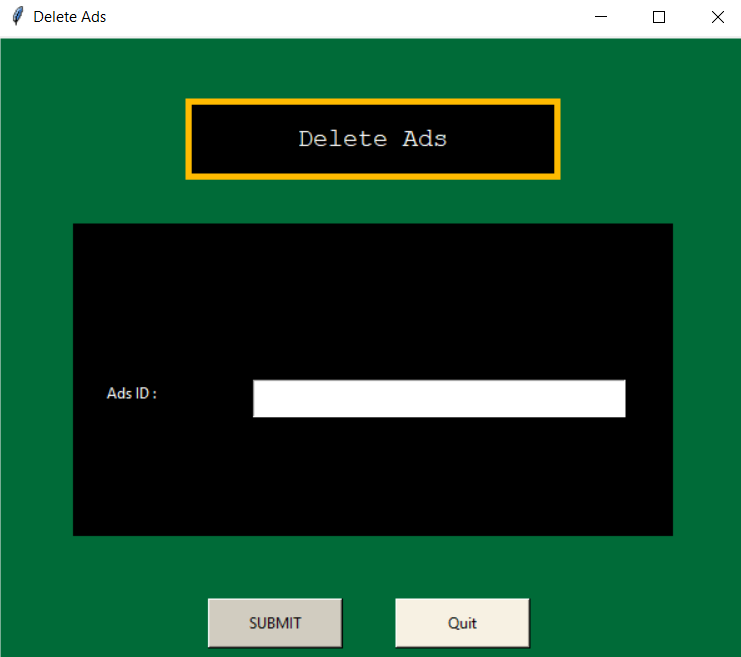 Delete Ads
Delete Ads
Ads ID :
SUBMIT
Quit